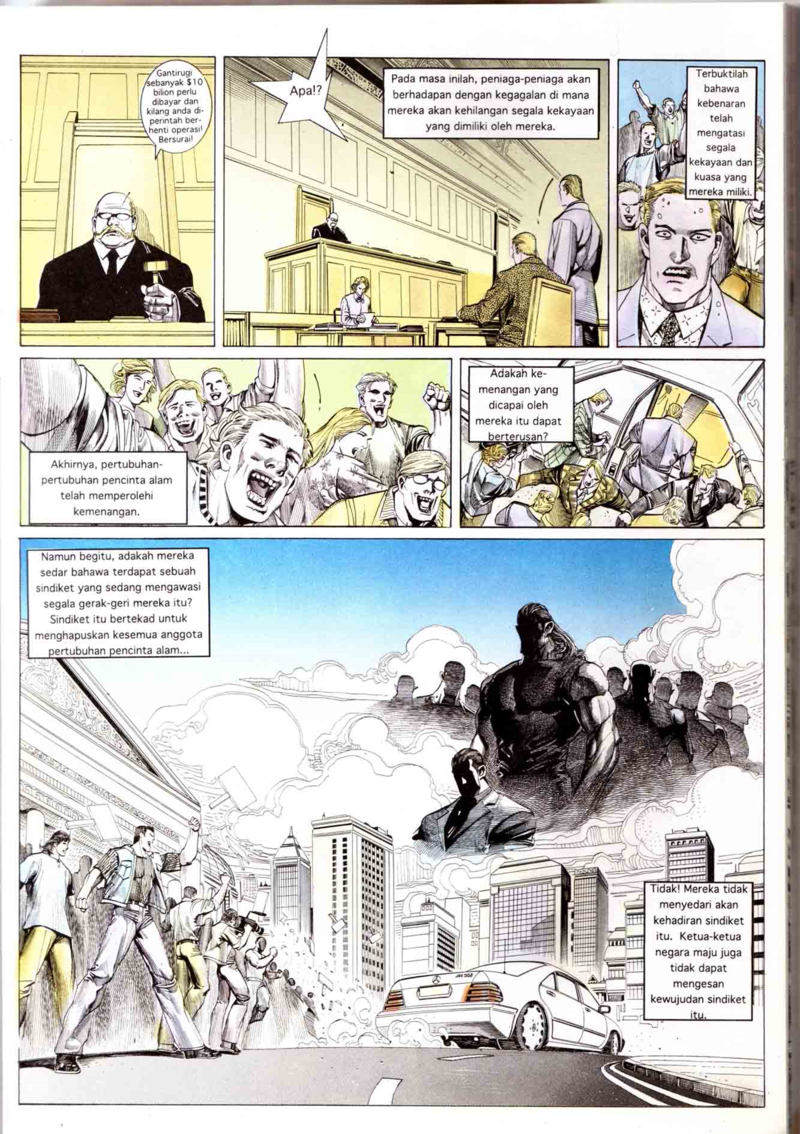 Gantirugi
sebanyak $10
bilion perlu
dibayar dan
kilang anda di-
perintah ber-
henti operasi!
Bersurai!
Apa!?
Pada masa inilah, peniaga-peniaga akan
berhadapan dengan kegagalan di mana
mereka akan kehilangan segala kekayaan
yang dimiliki oleh mereka.
Terbuktilah
bahawa
kebenaran
telah
mengatasi
segala
kekayaan dan
kuasa yang
mereka miliki.
Akhirnya, pertubuhan-
pertubuhan pencinta alam
telah memperolehi
kemenangan.
Adakah ke-
menangan yang
dicapai oleh
mereka itu dapat
berterusan?
Namun begitu, adakah mereka
sedar bahawa terdapat sebuah
sindiket yang sedang mengawasi
segala gerak-geri mereka itu?
Sindiket itu bertekad untuk
menghapuskan kesemua anggota
pertubuhan pencinta alam...
Tidak! Mereka tidak
menyedari akan
kehadiran sindiket
itu. Ketua-ketua
negara maju juga
tidak dapat
mengesan
kewujudan sindiket
itu.